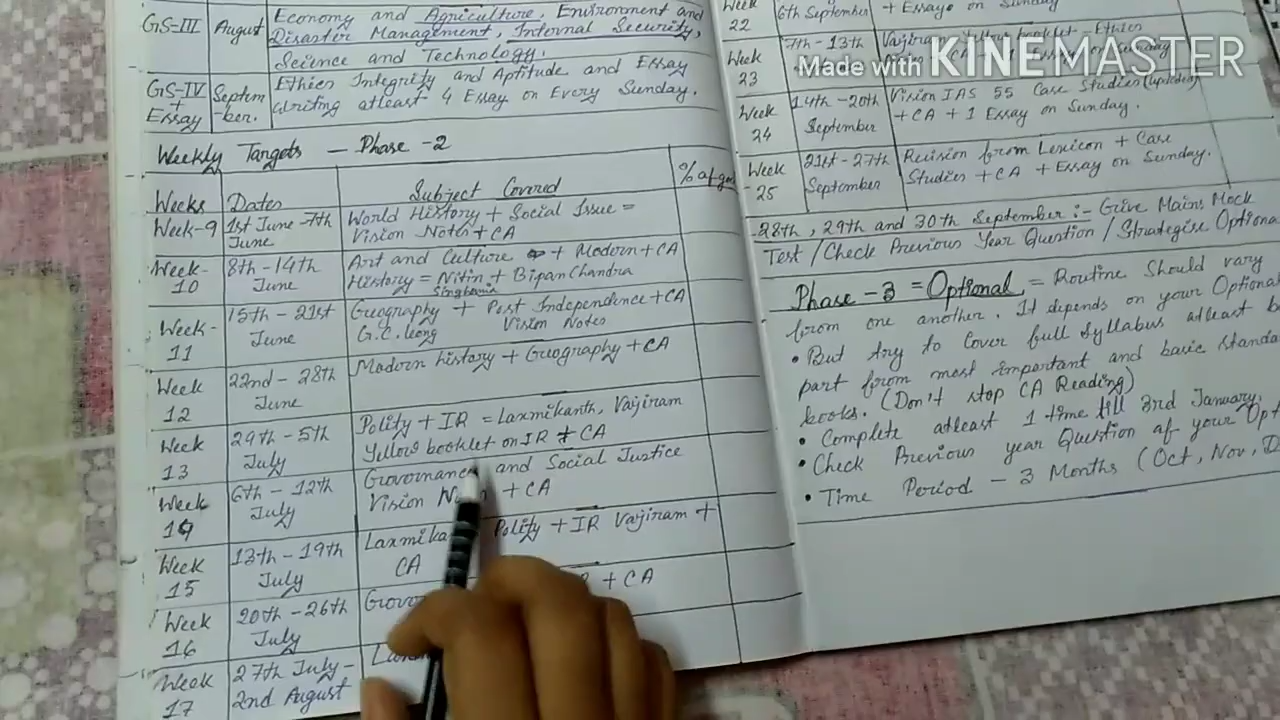 GS-III
August
Economy and Agriculture, Environment and
Disaster Management, Internal Security,
Science and Technology.
GS-IV
+
Essay
Septem
-ber.
Ethics Integrity and Aptitude and Essay
Writing atleast 4 Essay on Every Sunday.
Weekly Targets - Phase -2
Weeks
Dates
Subject Covered
Week-9
1st June -7th
June
World History + Social Issue =
Vision Notes + CA
Week-
10
8th - 14th
June
Art and Culture + Modern + CA
History = Nitin + Bipan Chandra
Singhania
Week-
11
15th - 21st
June
Geography + Post Independence + CA
G.C. Leong Vision Notes
Week
12
22nd - 28th
June
Modern history + Geography + CA
Week
13
29th - 5th
July
Polity + IR = Laxmikanth, Vajiram
Yellow booklet on IR + CA
Week
14
6th - 12th
July
Governance and Social Justice
Vision + CA
Week
15
13th - 19th
July
Polity + IR Vajiram +
CA
Week
16
20th - 26th
July
+ CA
Week
17
27th July -
2nd August
Week
22
6th September
+ Essay on Sunday
Week
23
7th - 13th
Ethics
Week
24
14th - 20th
September
Vision IAS 55 Case Studies (updated)
+ CA + 1 Essay on Sunday.
Week
-25
21st - 27th
September
Revision from Lexicon + Case
Studies + CA + Essay on Sunday.
28th, 29th and 30th September :- Give Mains Mock
Test / Check Previous Year Question / Strategise Optional
Phase - 3 = Optional = Routine Should vary
from one another. It depends on your Optional
• But try to cover full syllabus atleast
part from most important and basic
books. (Don't stop CA Reading)
• Complete atleast 1 time till 3rd January.
• Check Previous year Question of your
• Time Period - 3 Months (Oct, Nov,
Made with KINEMASTER